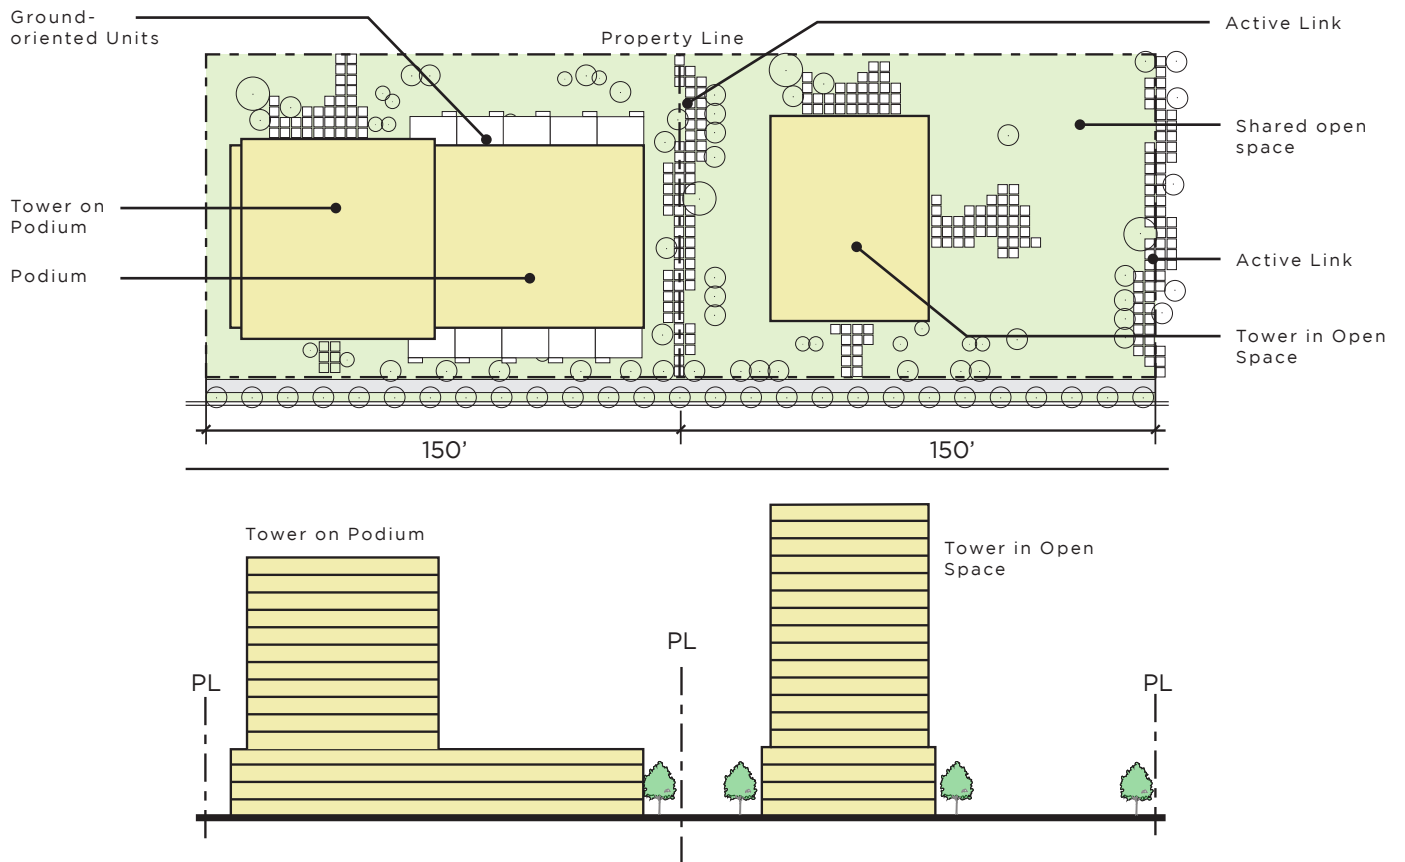 Ground-
oriented Units
Property Line
Active Link
Shared open
space
Tower on
Podium
Podium
Active Link
Tower in Open
Space
150’
150’
Tower on Podium
Tower in Open
Space
PL
PL
PL